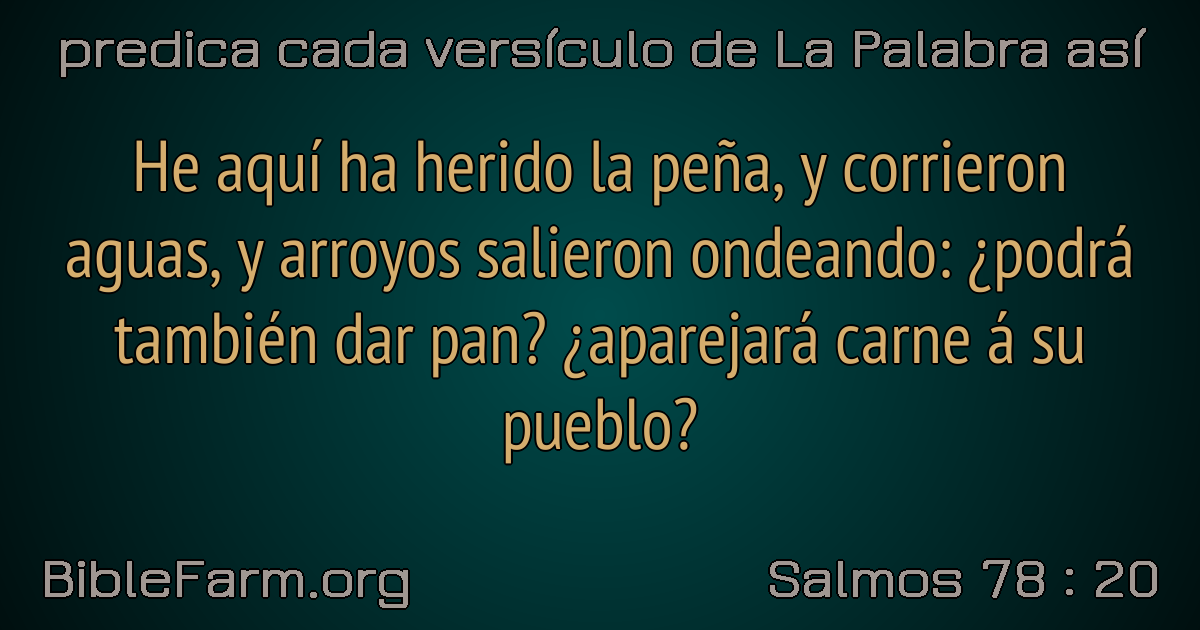 predica cada versículo de La Palabra así
He aquí ha herido la peña, y corrieron
aguas, y arroyos salieron ondeando: ¿podrá
también dar pan? ¿aparejará carne á su
pueblo?
BibleFarm.org
Salmos 78 : 20